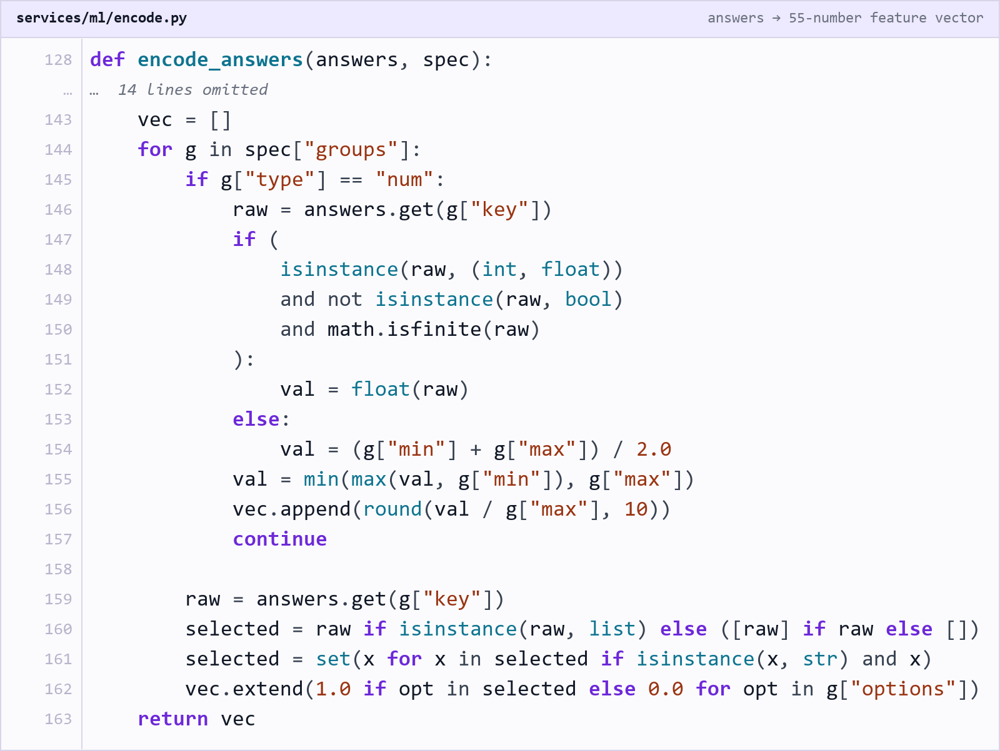 services/ml/encode.py answers → 55-number feature vector
128 def encode_answers(answers, spec):
… … 14 lines omitted
143     vec = []
144     for g in spec["groups"]:
145         if g["type"] == "num":
146             raw = answers.get(g["key"])
147             if (
148                 isinstance(raw, (int, float))
149                 and not isinstance(raw, bool)
150                 and math.isfinite(raw)
151             ):
152                 val = float(raw)
153             else:
154                 val = (g["min"] + g["max"]) / 2.0
155             val = min(max(val, g["min"]), g["max"])
156             vec.append(round(val / g["max"], 10))
157             continue
158
159         raw = answers.get(g["key"])
160         selected = raw if isinstance(raw, list) else ([raw] if raw else [])
161         selected = set(x for x in selected if isinstance(x, str) and x)
162         vec.extend(1.0 if opt in selected else 0.0 for opt in g["options"])
163     return vec